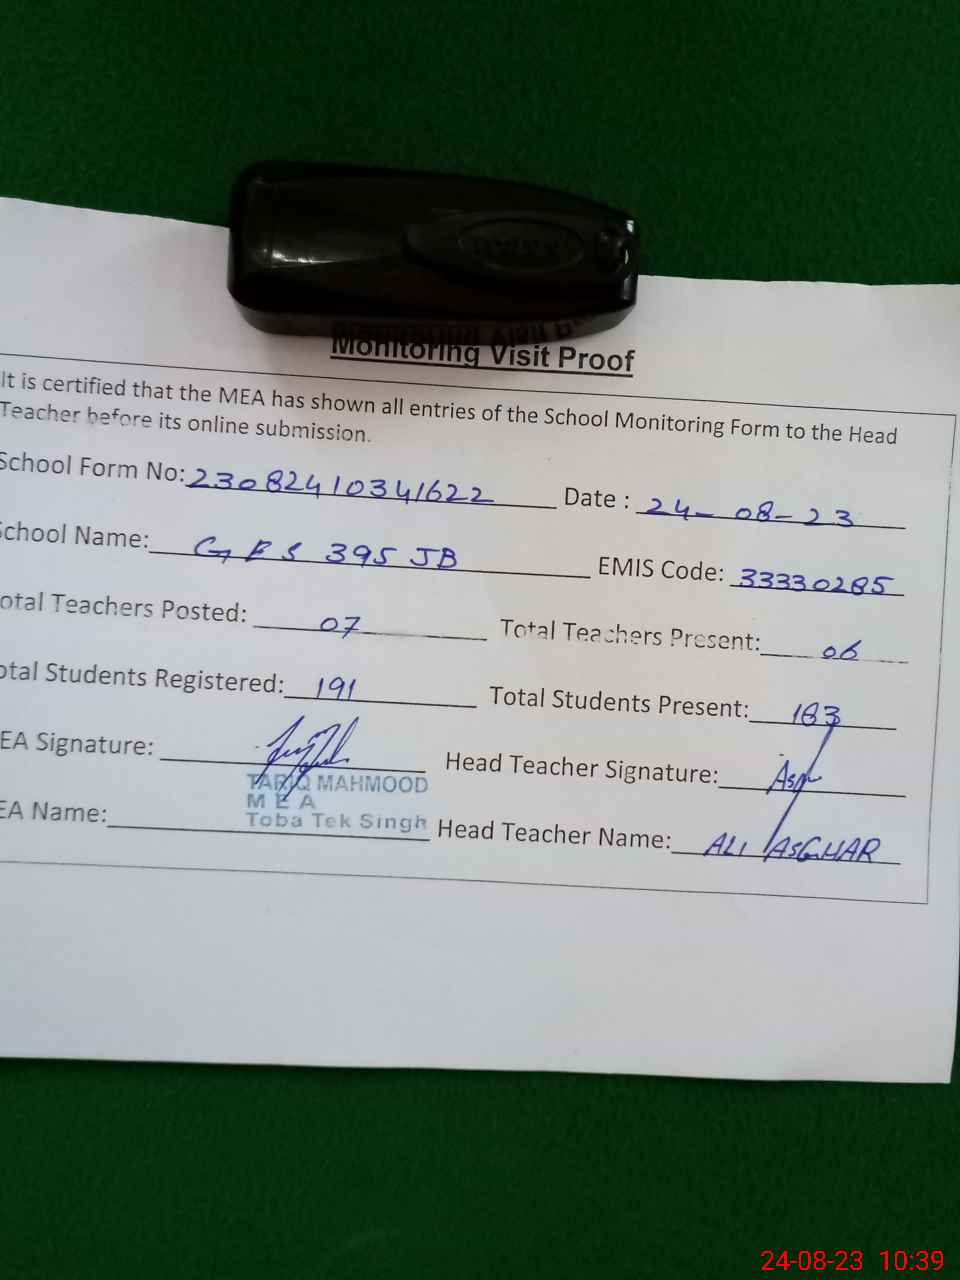 Monitoring Visit Proof
It is certified that the MEA has shown all entries of the School Monitoring Form to the Head
Teacher before its online submission.
School Form No: 23082410341622 Date : 24-08-23
School Name: GES 395 JB EMIS Code: 33330285
otal Teachers Posted: 07 Total Teachers Present: 06
otal Students Registered: 191 Total Students Present: 183
EA Signature: Head Teacher Signature:
TARIQ MAHMOOD
M E A
Toba Tek Singh
EA Name: Head Teacher Name: ALI ASGHAR
24-08-23 10:39